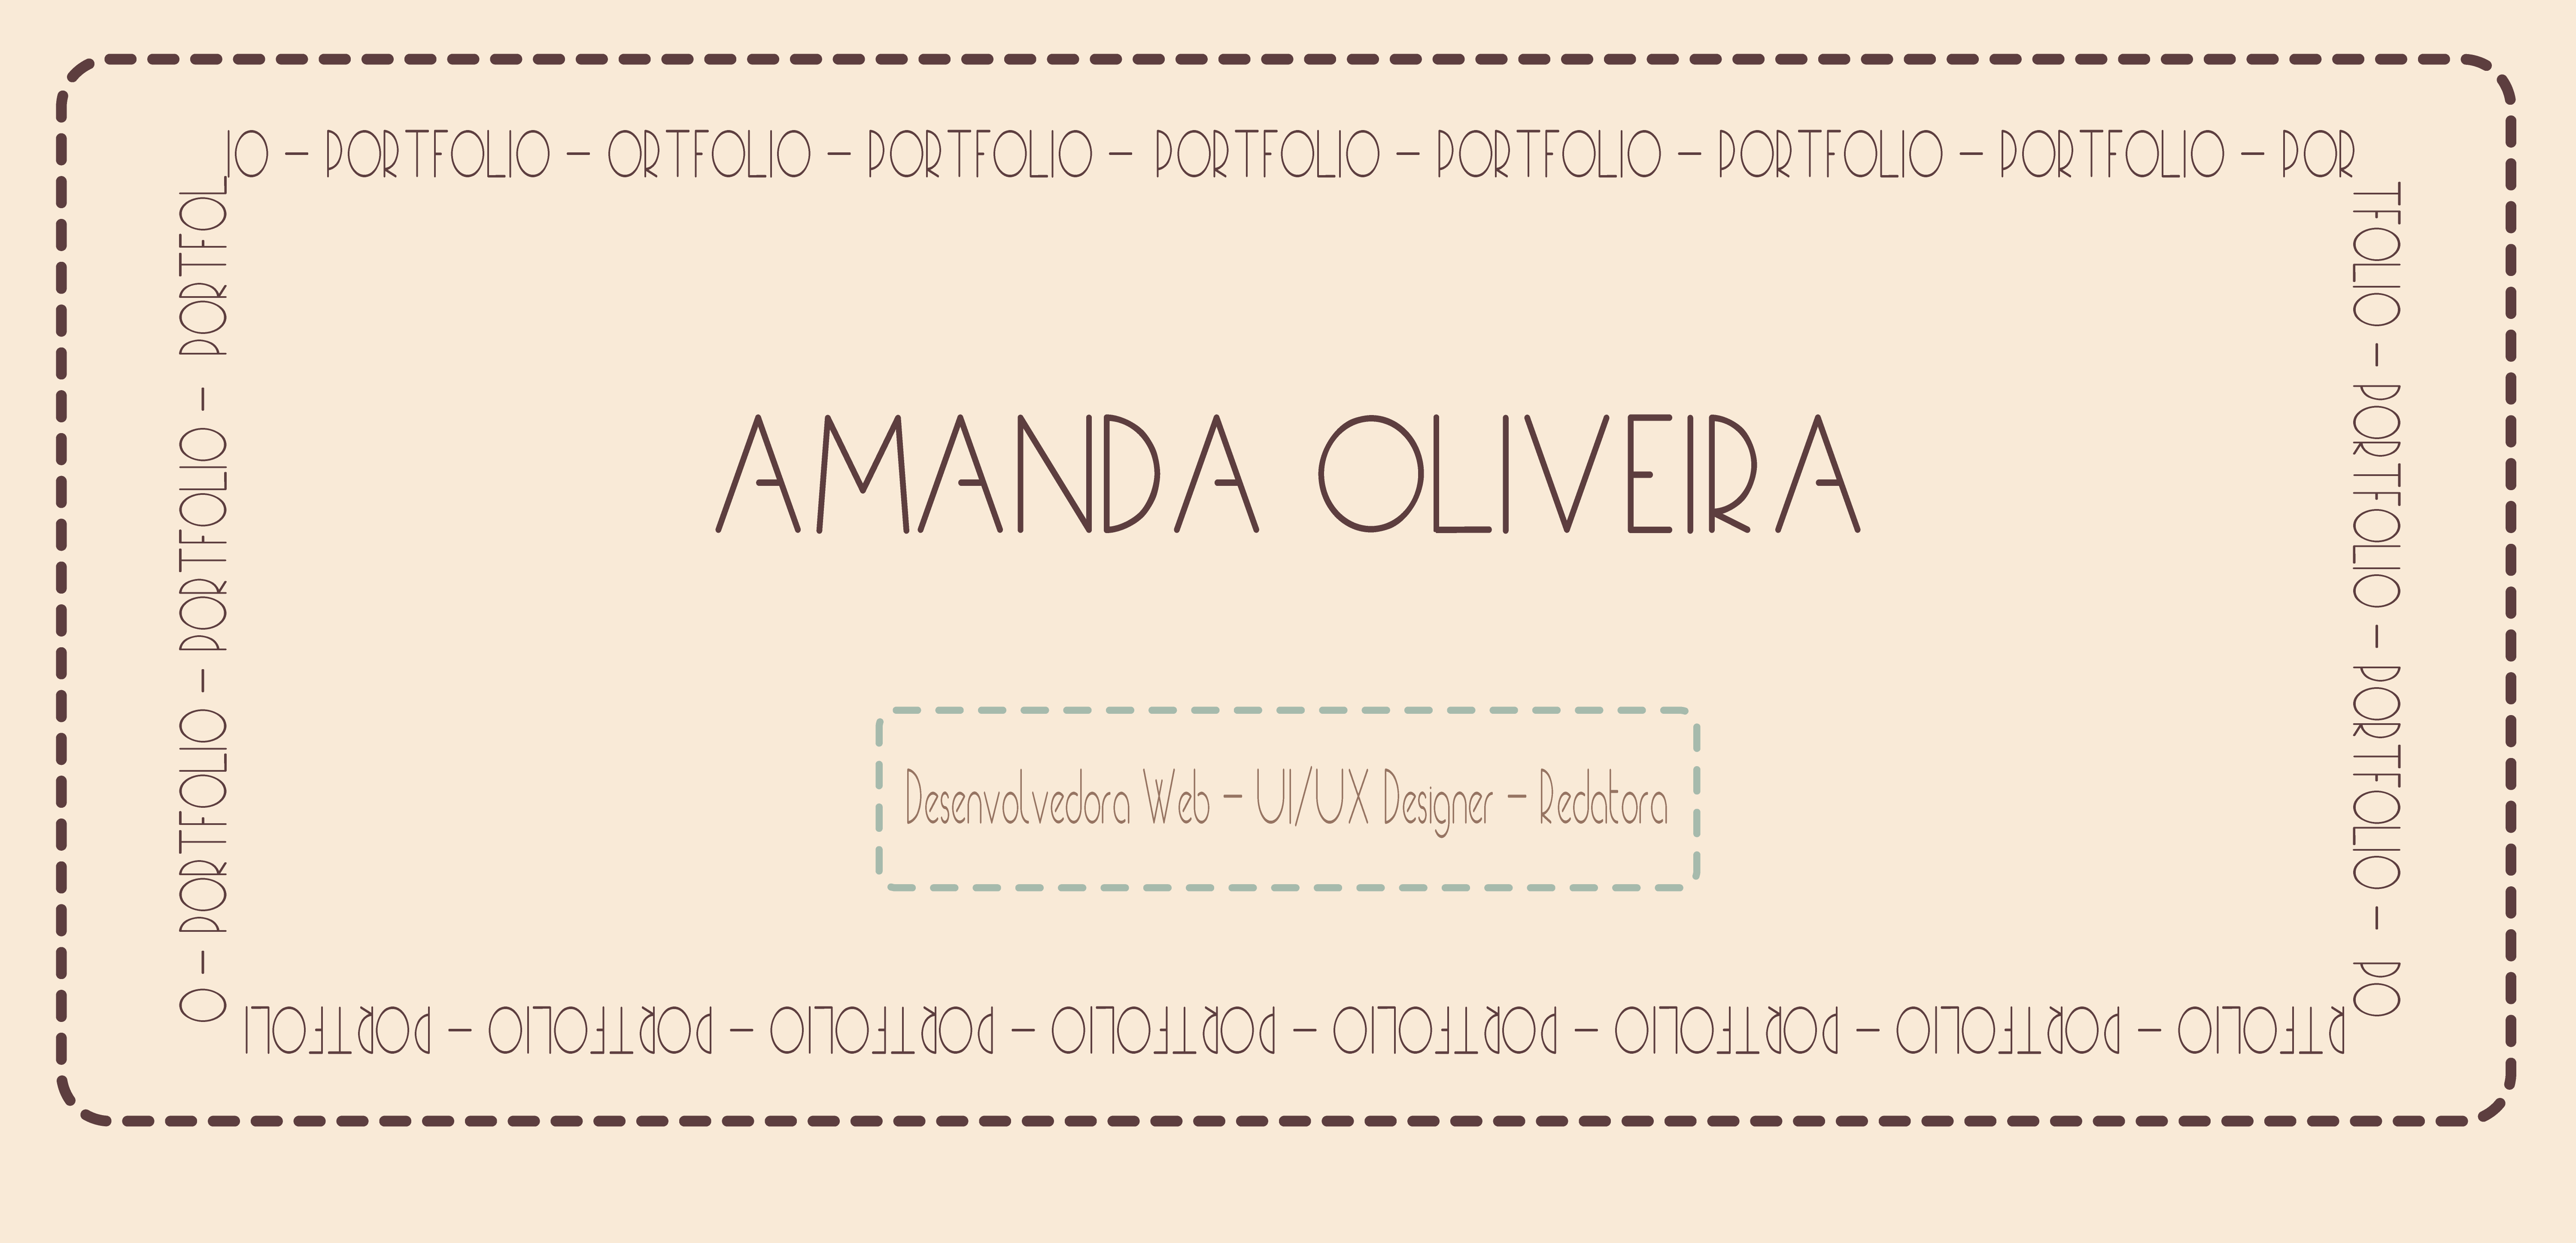 IO – PORTFOLIO – ORTFOLIO – PORTFOLIO – PORTFOLIO – PORTFOLIO – PORTFOLIO – PORTFOLIO – POR
TFOLIO – PORTFOLIO – PORTFOLIO – PO
RTFOLIO – PORTFOLIO – PORTFOLIO – PORTFOLIO – PORTFOLIO – PORTFOLIO – PORTFOLIO – PORTFOLI
O – PORTFOLIO – PORTFOLIO – PORTFOL
AMANDA OLIVEIRA
Desenvolvedora Web – UI/UX Designer – Redatora